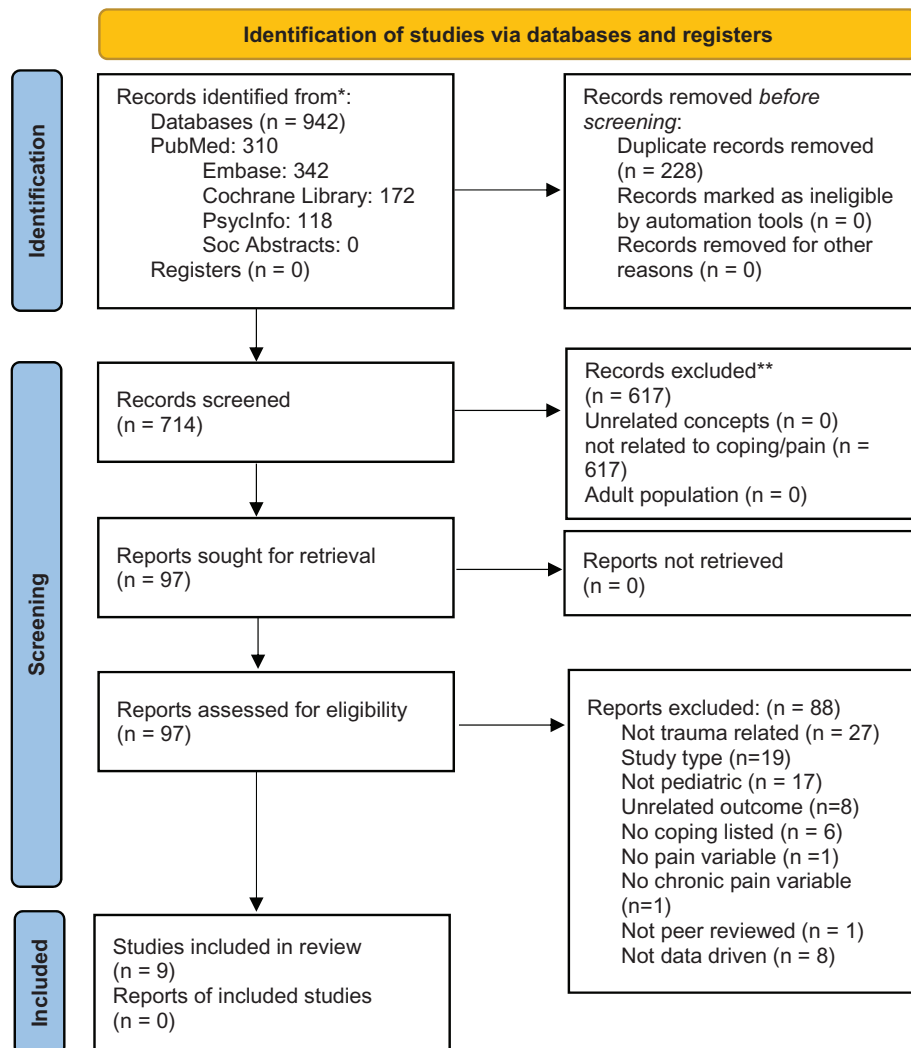 Identification of studies via databases and registers
Identification
Records identified from*:
Databases (n = 942)
PubMed: 310
Embase: 342
Cochrane Library: 172
PsycInfo: 118
Soc Abstracts: 0
Registers (n = 0)
Records removed before
screening:
Duplicate records removed
(n = 228)
Records marked as ineligible
by automation tools (n = 0)
Records removed for other
reasons (n = 0)
Screening
Records screened
(n = 714)
Records excluded**
(n = 617)
Unrelated concepts (n = 0)
not related to coping/pain (n =
617)
Adult population (n = 0)
Reports sought for retrieval
(n = 97)
Reports not retrieved
(n = 0)
Reports assessed for eligibility
(n = 97)
Reports excluded: (n = 88)
Not trauma related (n = 27)
Study type (n=19)
Not pediatric (n = 17)
Unrelated outcome (n=8)
No coping listed (n = 6)
No pain variable (n =1)
No chronic pain variable
(n=1)
Not peer reviewed (n = 1)
Not data driven (n = 8)
Included
Studies included in review
(n = 9)
Reports of included studies
(n = 0)